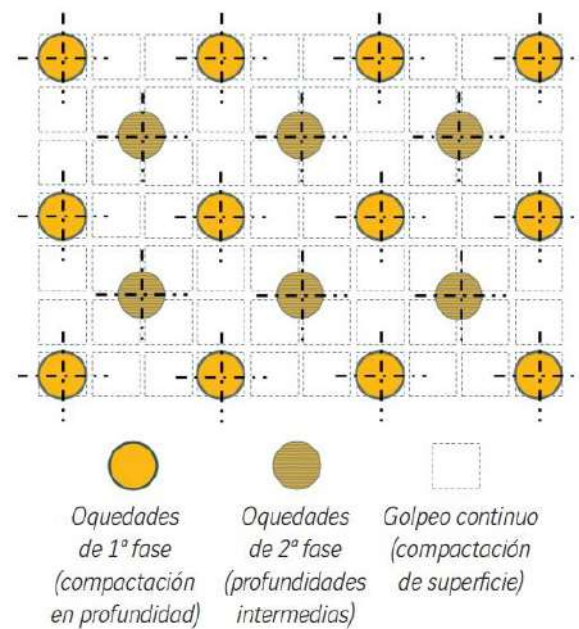 Oquedades
de 1ª fase
(compactación
en profundidad)
Oquedades
de 2ª fase
(profundidades
intermedias)
Golpeo continuo
(compactación
de superficie)